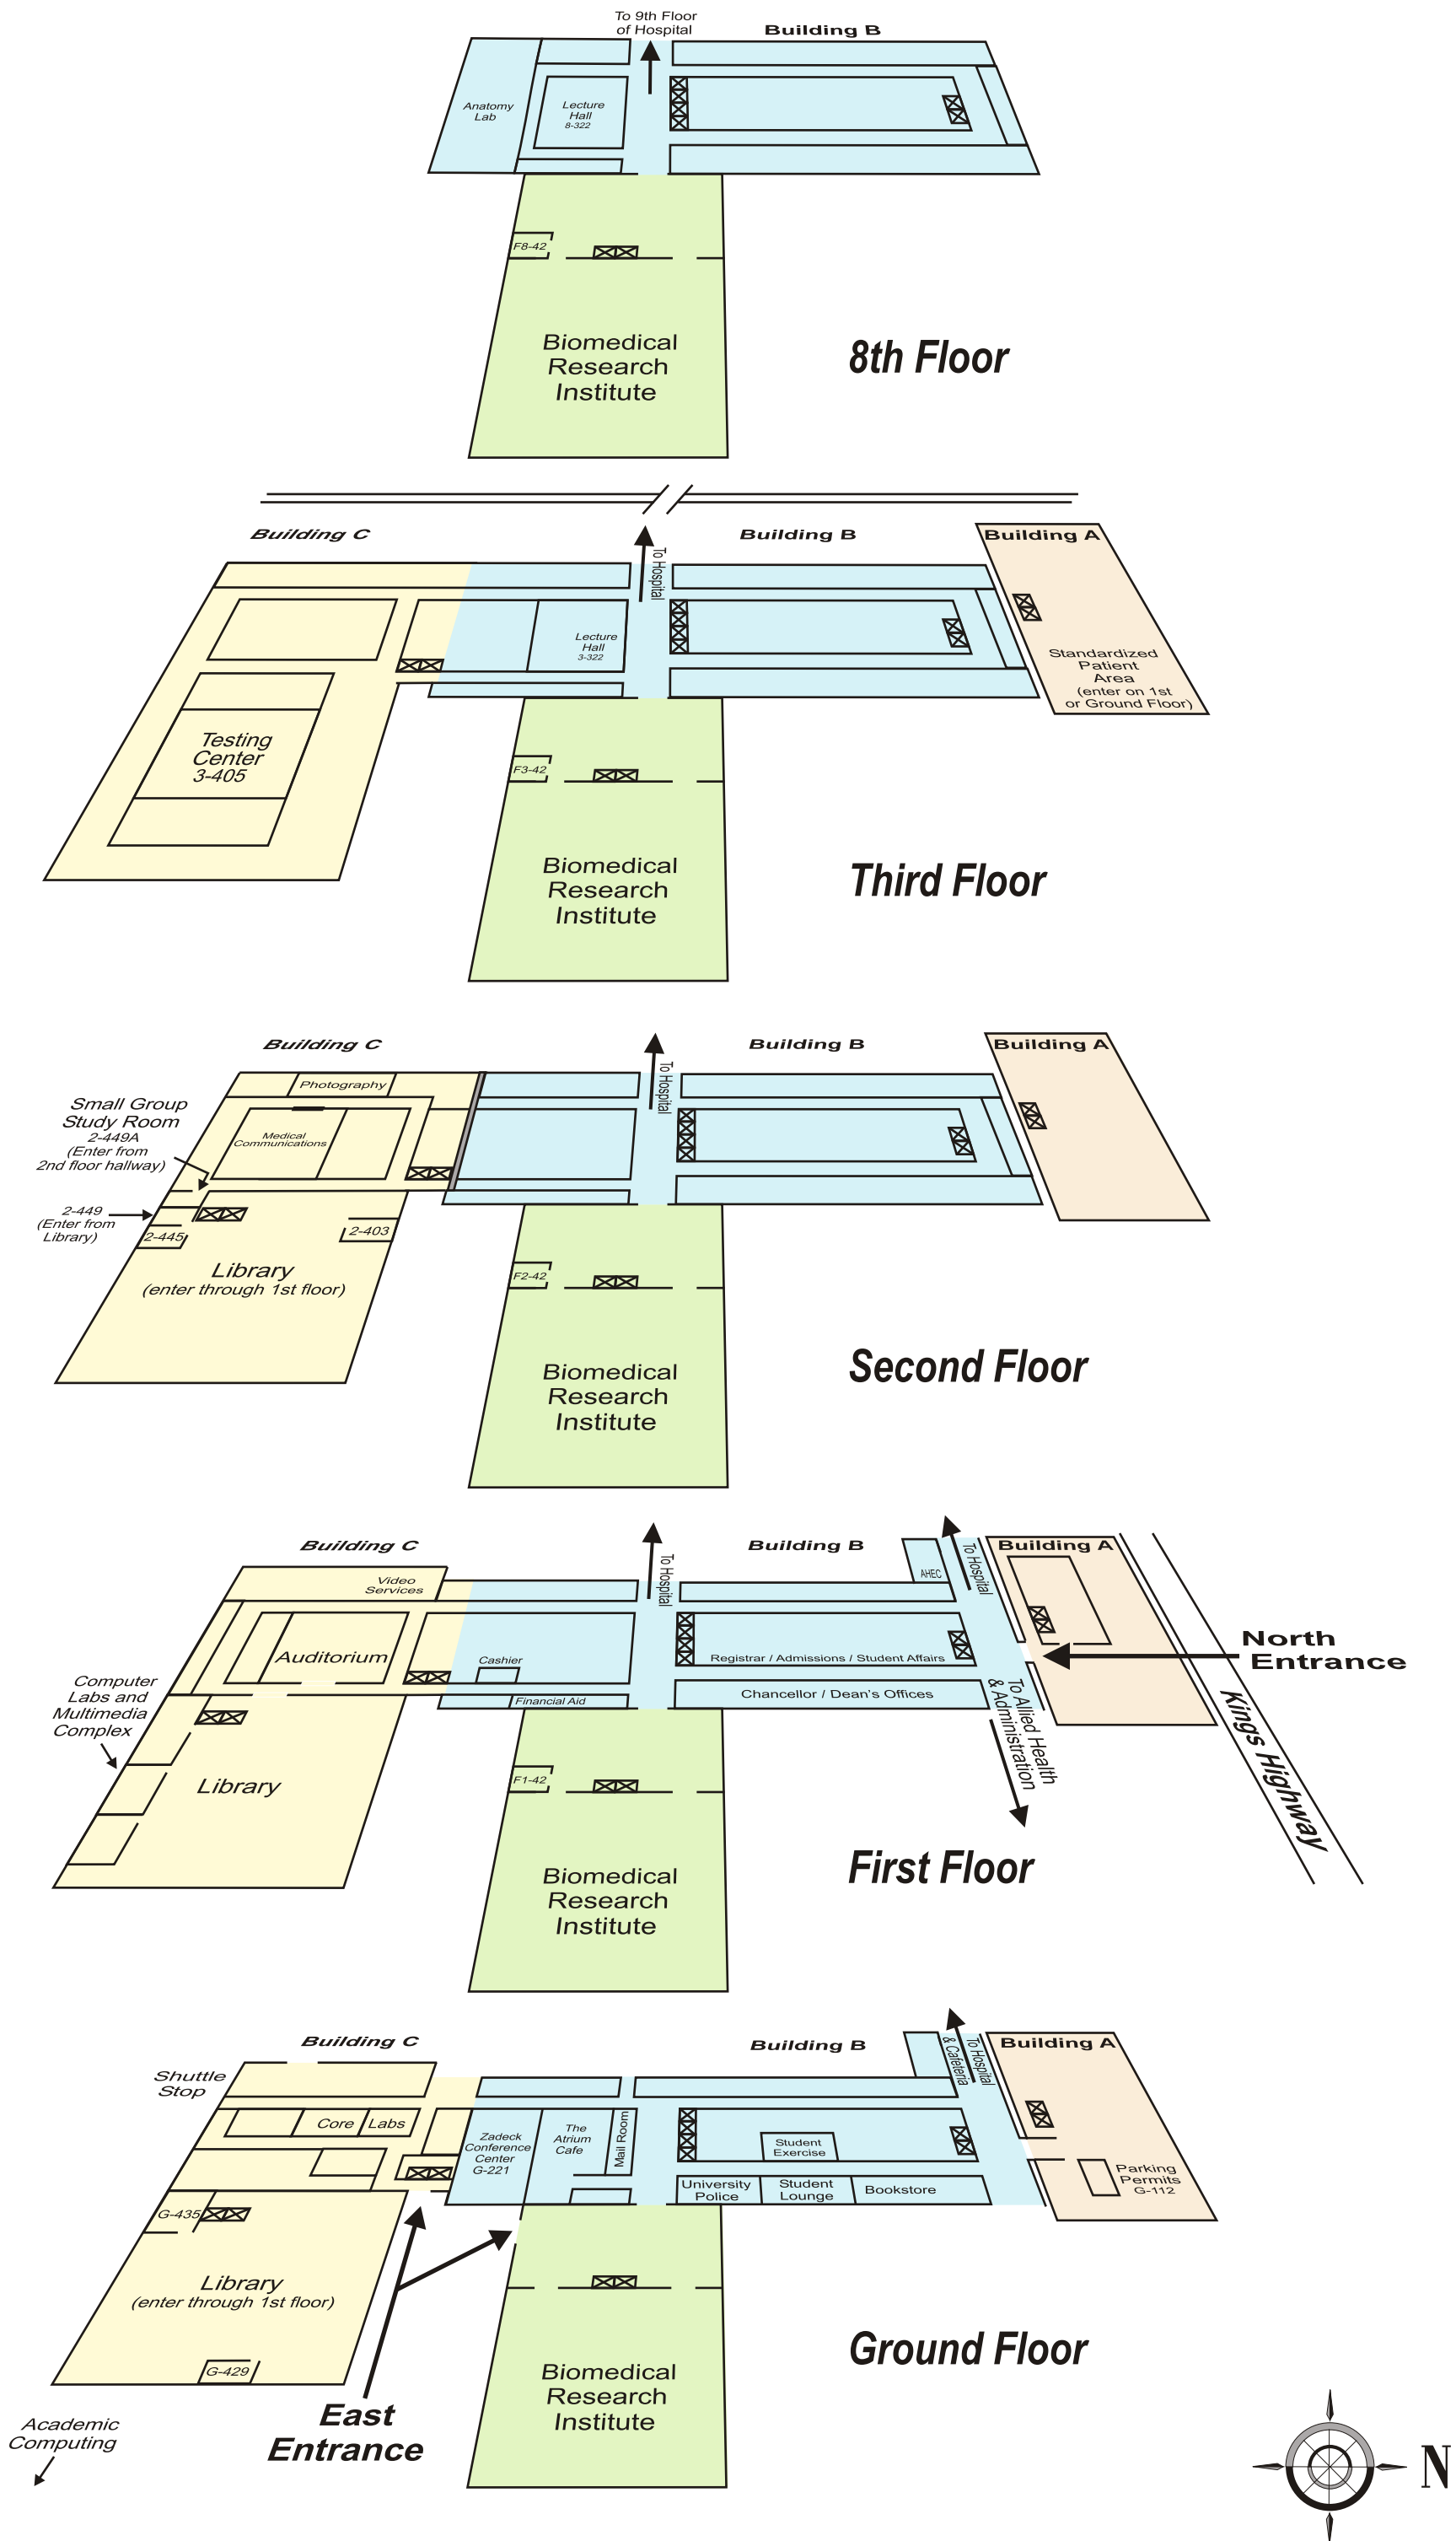 To 9th Floor
of Hospital
Building B
Anatomy
Lab
Lecture
Hall
8-322
F8-42
Biomedical
Research
Institute
8th Floor
Building C
To Hospital
Building B
Building A
Lecture
Hall
3-322
Standardized
Patient
Area
(enter on 1st
or Ground Floor)
Testing
Center
3-405
F3-42
Biomedical
Research
Institute
Third Floor
Building C
To Hospital
Building B
Building A
Photography
Small Group
Study Room
2-449A
(Enter from
2nd floor hallway)
Medical
Communications
2-449
(Enter from
Library)
2-445
2-403
Library
(enter through 1st floor)
F2-42
Biomedical
Research
Institute
Second Floor
Building C
To Hospital
Building B
To Hospital
Building A
Video
Services
AHEC
Auditorium
Cashier
Registrar / Admissions / Student Affairs
North
Entrance
Computer
Labs and
Multimedia
Complex
Financial Aid
Chancellor / Dean's Offices
To Allied Health
& Administration
Kings Highway
Library
F1-42
Biomedical
Research
Institute
First Floor
Building C
Building B
To Hospital
& Cafeteria
Building A
Shuttle
Stop
Core
Labs
Zadeck
Conference
Center
G-221
The
Atrium
Cafe
Mail Room
Student
Exercise
University
Police
Student
Lounge
Bookstore
Parking
Permits
G-112
G-435
Library
(enter through 1st floor)
G-429
Biomedical
Research
Institute
Ground Floor
East
Entrance
Academic
Computing
N